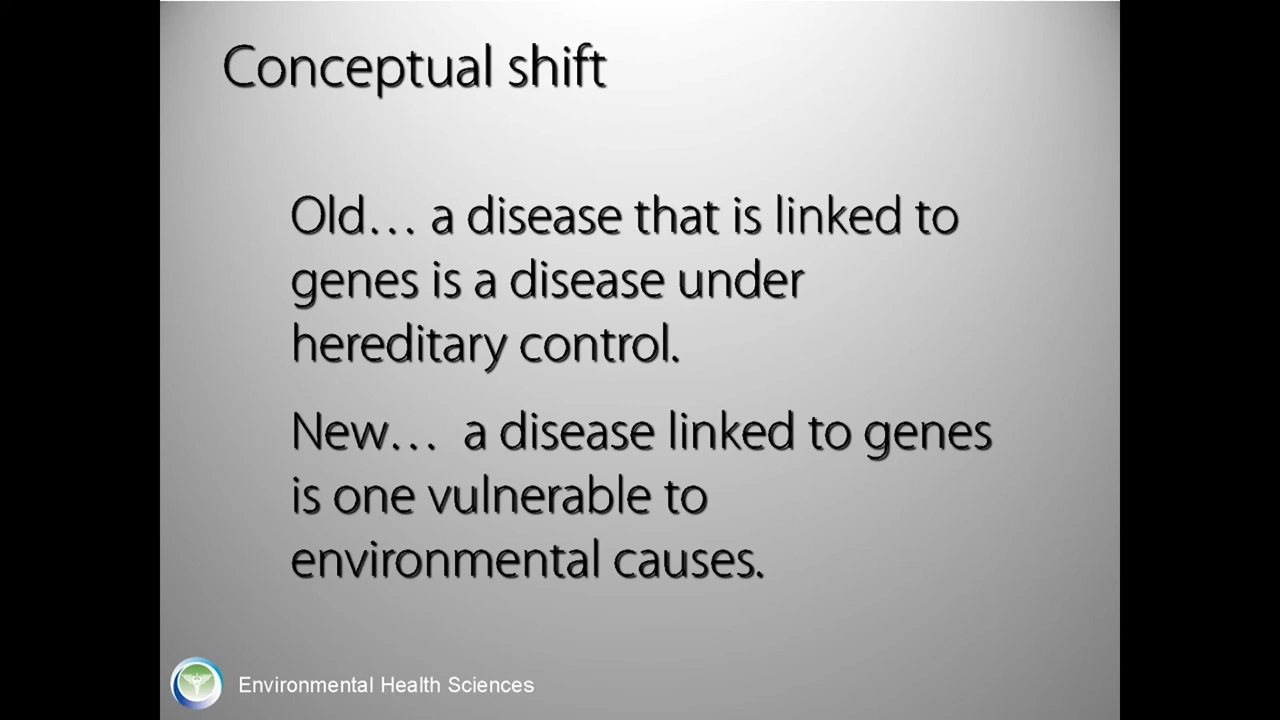 Conceptual shift
Old… a disease that is linked to
genes is a disease under
hereditary control.
New…  a disease linked to genes
is one vulnerable to
environmental causes.
Environmental Health Sciences